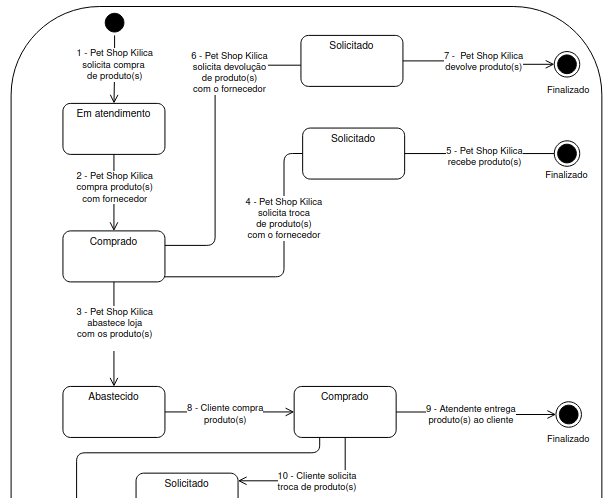 1 - Pet Shop Kilica
solicita compra
de produto(s)
Em atendimento
2 - Pet Shop Kilica
compra produto(s)
com fornecedor
Comprado
3 - Pet Shop Kilica
abastece loja
com os produto(s)
6 - Pet Shop Kilica
solicita devolução
de produto(s)
com o fornecedor
Solicitado
7 - Pet Shop Kilica
devolve produto(s)
Finalizado
4 - Pet Shop Kilica
solicita troca
de produto(s)
com o fornecedor
Solicitado
5 - Pet Shop Kilica
recebe produto(s)
Finalizado
Abastecido
8 - Cliente compra
produto(s)
Comprado
9 - Atendente entrega
produto(s) ao cliente
Finalizado
10 - Cliente solicita
troca de produto(s)
Solicitado